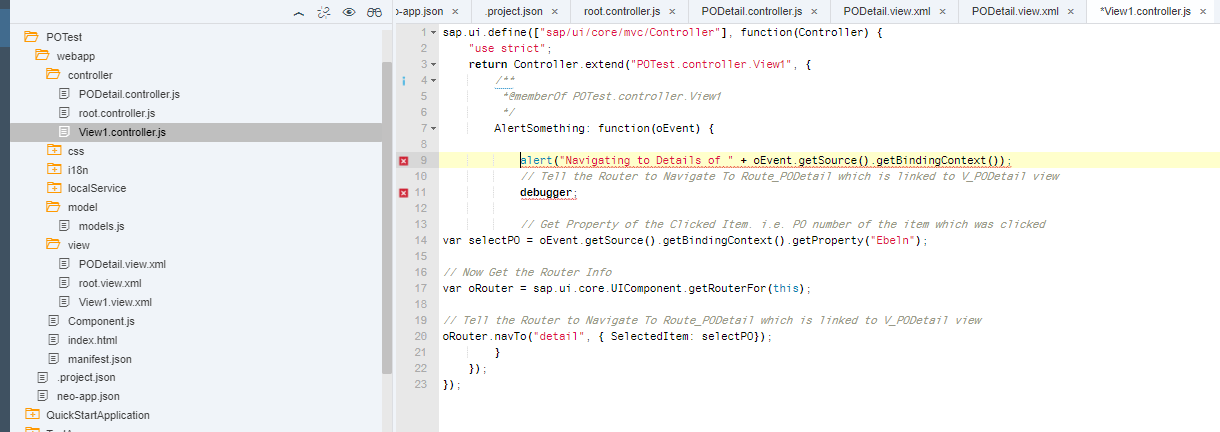 o-app.json ×
.project.json ×
root.controller.js ×
PODetail.controller.js ×
PODetail.view.xml ×
PODetail.view.xml ×
*View1.controller.js ×
POTest
webapp
controller
PODetail.controller.js
root.controller.js
View1.controller.js
css
i18n
localService
model
models.js
view
PODetail.view.xml
root.view.xml
View1.view.xml
Component.js
index.html
manifest.json
.project.json
neo-app.json
QuickStartApplication
1 sap.ui.define(["sap/ui/core/mvc/Controller"], function(Controller) {
2 "use strict";
3 return Controller.extend("POTest.controller.View1", {
4 /**
5 *@memberOf POTest.controller.View1
6 */
7 AlertSomething: function(oEvent) {
8
9 alert("Navigating to Details of " + oEvent.getSource().getBindingContext());
10 // Tell the Router to Navigate To Route_PODetail which is linked to V_PODetail view
11 debugger;
12
13 // Get Property of the Clicked Item. i.e. PO number of the item which was clicked
14 var selectPO = oEvent.getSource().getBindingContext().getProperty("Ebeln");
15
16 // Now Get the Router Info
17 var oRouter = sap.ui.core.UIComponent.getRouterFor(this);
18
19 // Tell the Router to Navigate To Route_PODetail which is linked to V_PODetail view
20 oRouter.navTo("detail", { SelectedItem: selectPO});
21 }
22 });
23 });